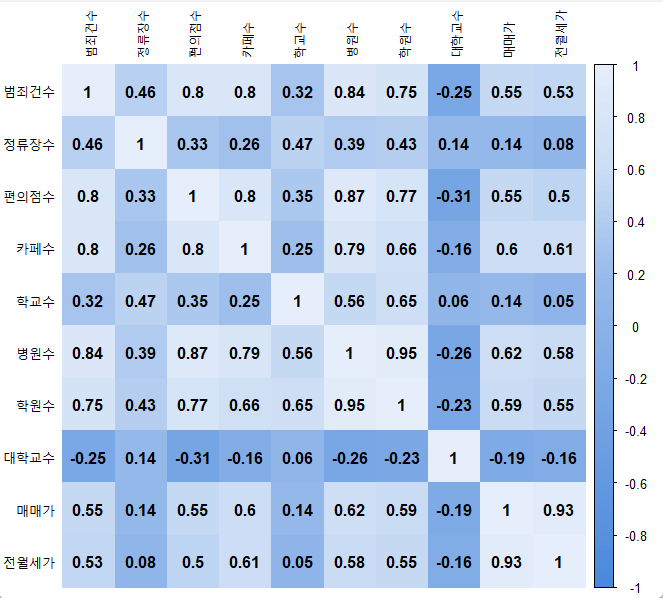 범죄건수 정류장수 편의점수 카페수 학교수 병원수 학원수 대학교수 매매가 전월세가
범죄건수 1 0.46 0.8 0.8 0.32 0.84 0.75 -0.25 0.55 0.53
정류장수 0.46 1 0.33 0.26 0.47 0.39 0.43 0.14 0.14 0.08
편의점수 0.8 0.33 1 0.8 0.35 0.87 0.77 -0.31 0.55 0.5
카페수 0.8 0.26 0.8 1 0.25 0.79 0.66 -0.16 0.6 0.61
학교수 0.32 0.47 0.35 0.25 1 0.56 0.65 0.06 0.14 0.05
병원수 0.84 0.39 0.87 0.79 0.56 1 0.95 -0.26 0.62 0.58
학원수 0.75 0.43 0.77 0.66 0.65 0.95 1 -0.23 0.59 0.55
대학교수 -0.25 0.14 -0.31 -0.16 0.06 -0.26 -0.23 1 -0.19 -0.16
매매가 0.55 0.14 0.55 0.6 0.14 0.62 0.59 -0.19 1 0.93
전월세가 0.53 0.08 0.5 0.61 0.05 0.58 0.55 -0.16 0.93 1
1
0.8
0.6
0.4
0.2
0
-0.2
-0.4
-0.6
-0.8
-1